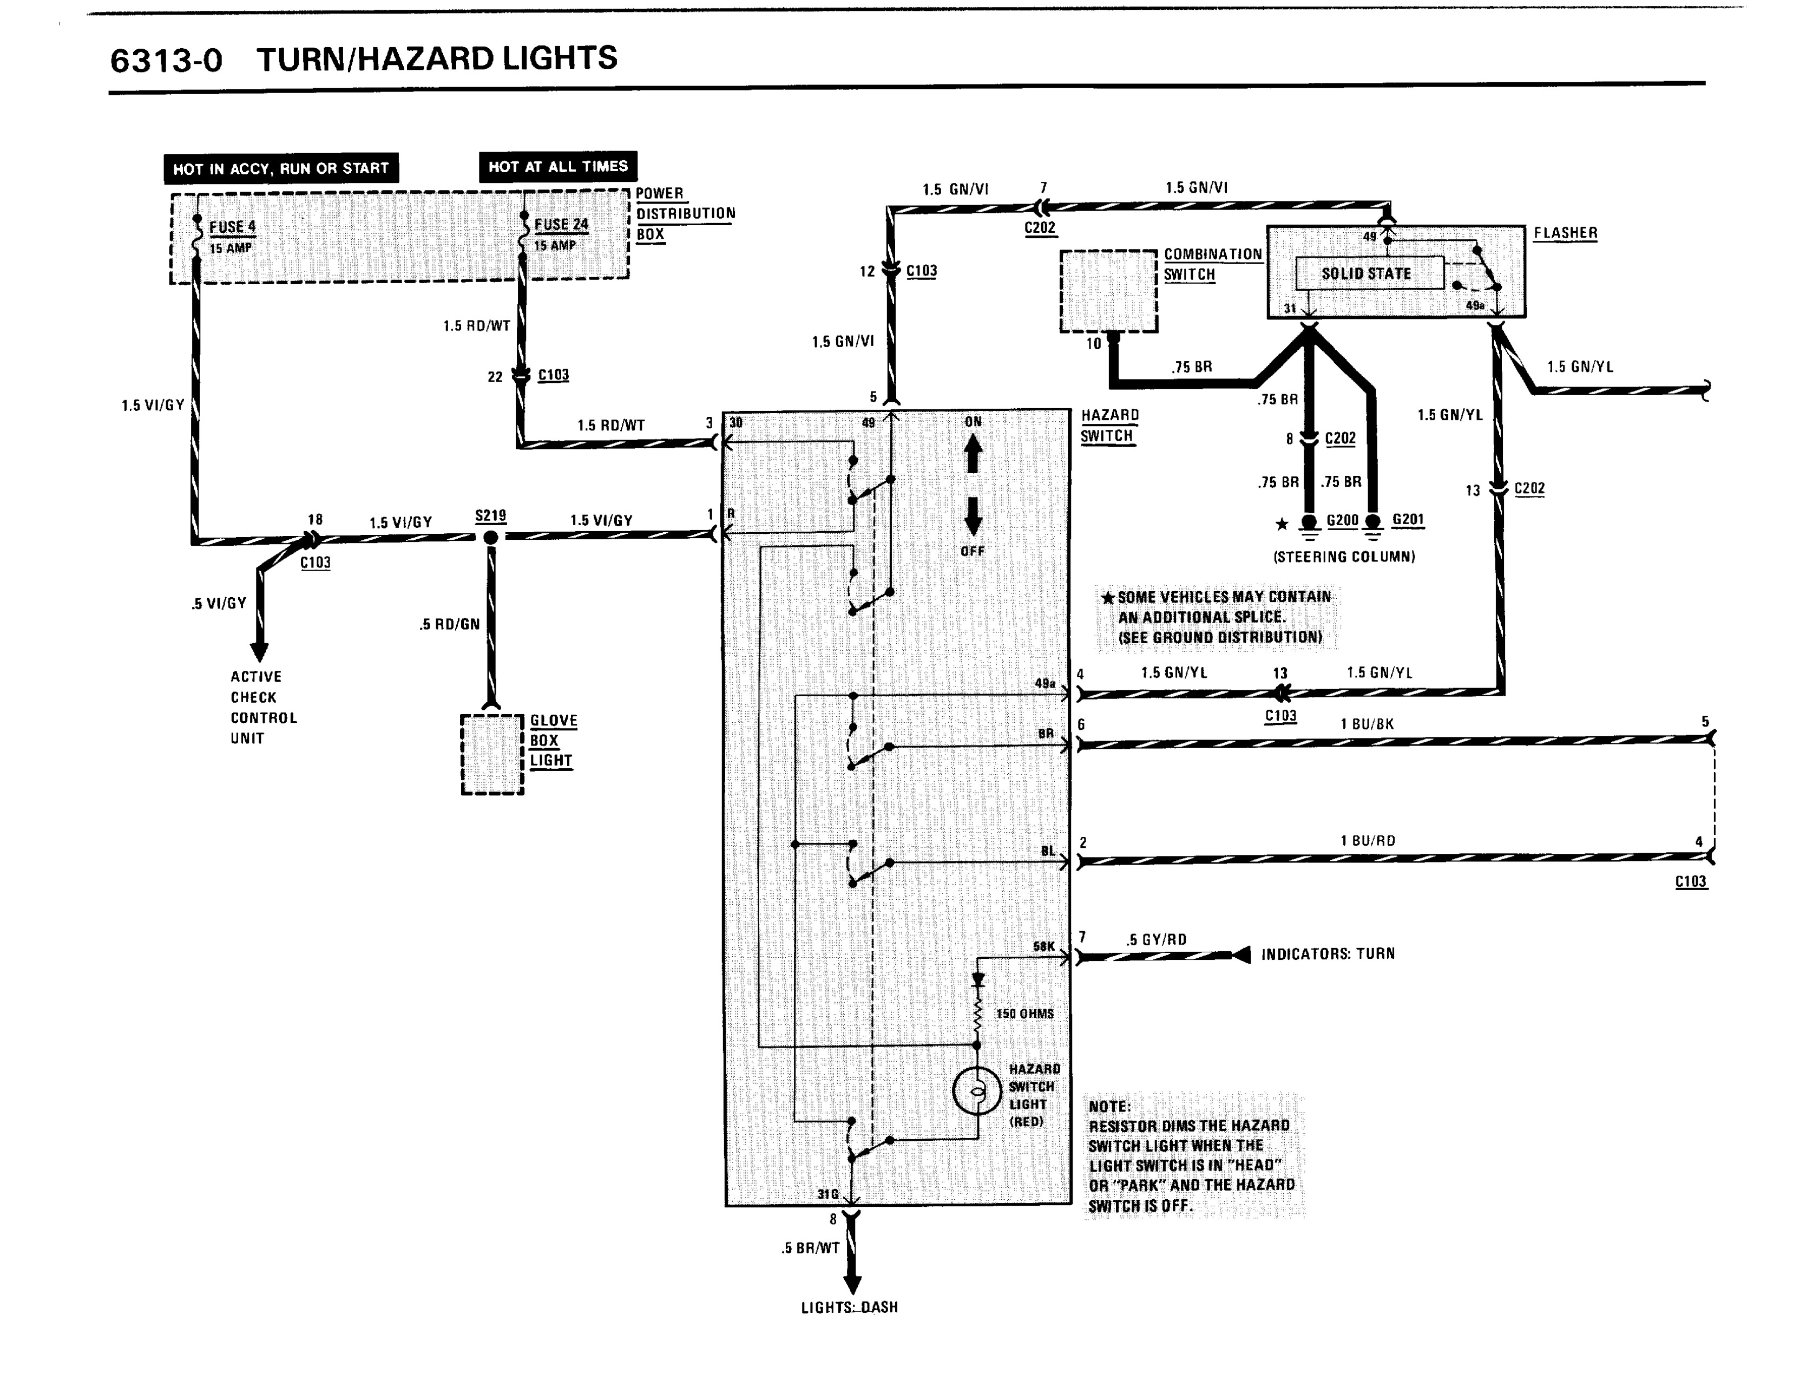 6313-0 TURN/HAZARD LIGHTS
HOT IN ACCY, RUN OR START
HOT AT ALL TIMES
POWER
DISTRIBUTION
BOX
FUSE 4
15 AMP
FUSE 24
15 AMP
1.5 GN/VI
7
1.5 GN/VI
C202
12
C103
1.5 GN/VI
5
COMBINATION
SWITCH
10
FLASHER
49
SOLID STATE
31
49a
1.5 RD/WT
22
C103
1.5 RD/WT
1.5 VI/GY
.75 BR
.75 BR
8
C202
.75 BR
.75 BR
1.5 GN/YL
1.5 GN/YL
13
C202
G200
G201
★
(STEERING COLUMN)
HAZARD
SWITCH
3
30
49
ON
OFF
1
R
18
1.5 VI/GY
S219
1.5 VI/GY
C103
.5 VI/GY
.5 RD/GN
ACTIVE
CHECK
CONTROL
UNIT
GLOVE
BOX
LIGHT
★ SOME VEHICLES MAY CONTAIN
AN ADDITIONAL SPLICE.
(SEE GROUND DISTRIBUTION)
49a
4
1.5 GN/YL
13
1.5 GN/YL
C103
BR
6
1 BU/BK
5
BL
2
1 BU/RD
4
C103
58K
7
.5 GY/RD
INDICATORS: TURN
150 OHMS
HAZARD
SWITCH
LIGHT
(RED)
NOTE:
RESISTOR DIMS THE HAZARD
SWITCH LIGHT WHEN THE
LIGHT SWITCH IS IN "HEAD"
OR "PARK" AND THE HAZARD
SWITCH IS OFF.
31G
8
.5 BR/WT
LIGHTS: DASH